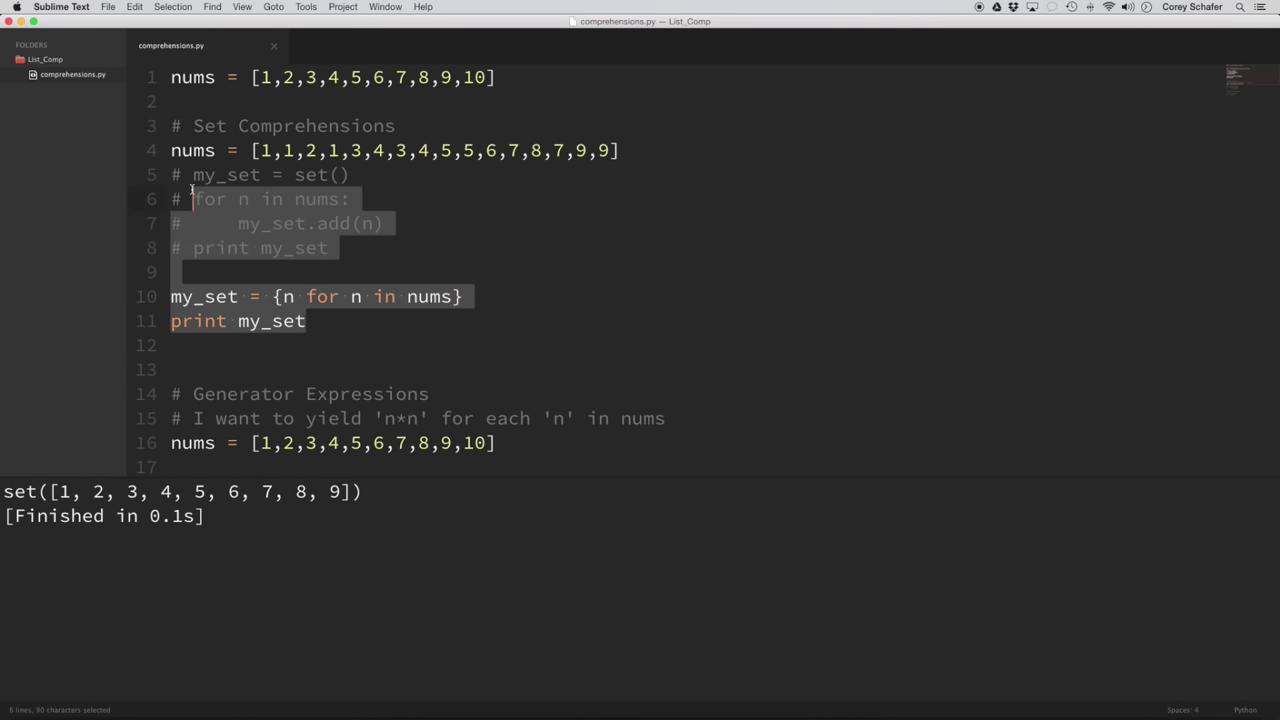 Sublime Text File Edit Selection Find View Goto Tools Project Window Help Corey Schafer
comprehensions.py — List_Comp
FOLDERS
List_Comp
comprehensions.py
comprehensions.py
1 nums = [1,2,3,4,5,6,7,8,9,10]
2
3 # Set Comprehensions
4 nums = [1,1,2,1,3,4,3,4,5,5,6,7,8,7,9,9]
5 # my_set = set()
6 # for n in nums:
7 #     my_set.add(n)
8 # print my_set
9
10 my_set = {n for n in nums}
11 print my_set
12
13
14 # Generator Expressions
15 # I want to yield 'n*n' for each 'n' in nums
16 nums = [1,2,3,4,5,6,7,8,9,10]
17
set([1, 2, 3, 4, 5, 6, 7, 8, 9])
[Finished in 0.1s]
6 lines, 90 characters selected Spaces: 4 Python